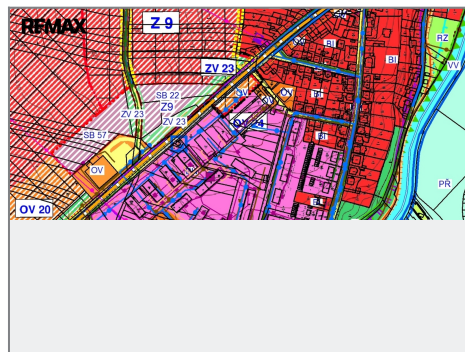 RE/MAX
Z 9
ZV 23
SB 22
Z9
ZV 23
ZV 23
SB 57
OV
OV 20
OV
OV
OV
BI
BI
BI
BI
BI
RZ
VV
PŘ